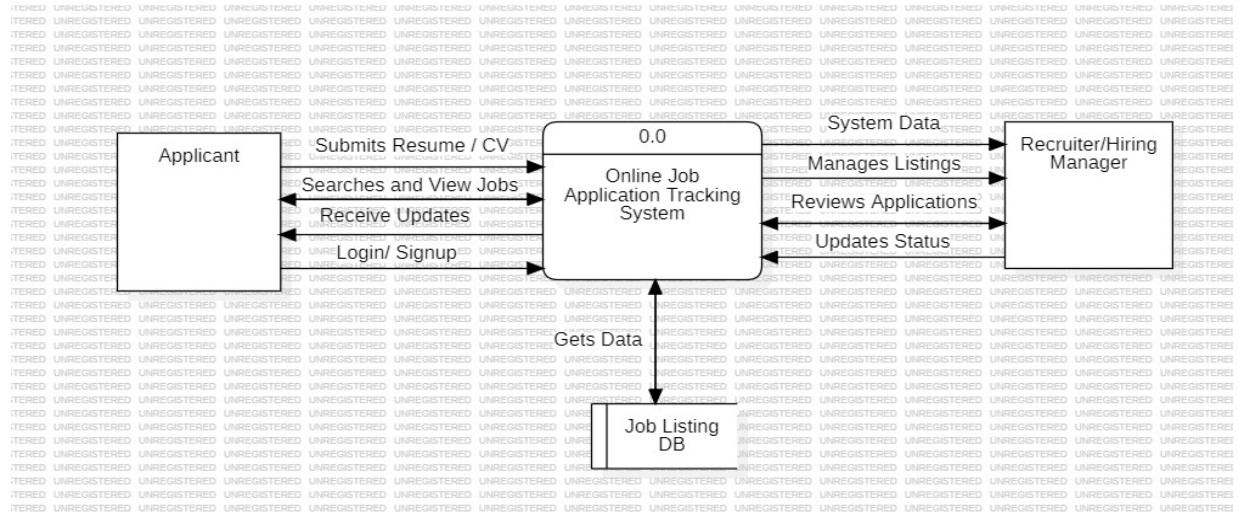 Applicant
Submits Resume / CV
Searches and View Jobs
Receive Updates
Login/ Signup
0.0
Online Job
Application Tracking
System
System Data
Manages Listings
Reviews Applications
Updates Status
Recruiter/Hiring
Manager
Gets Data
Job Listing
DB
UNREGISTERED